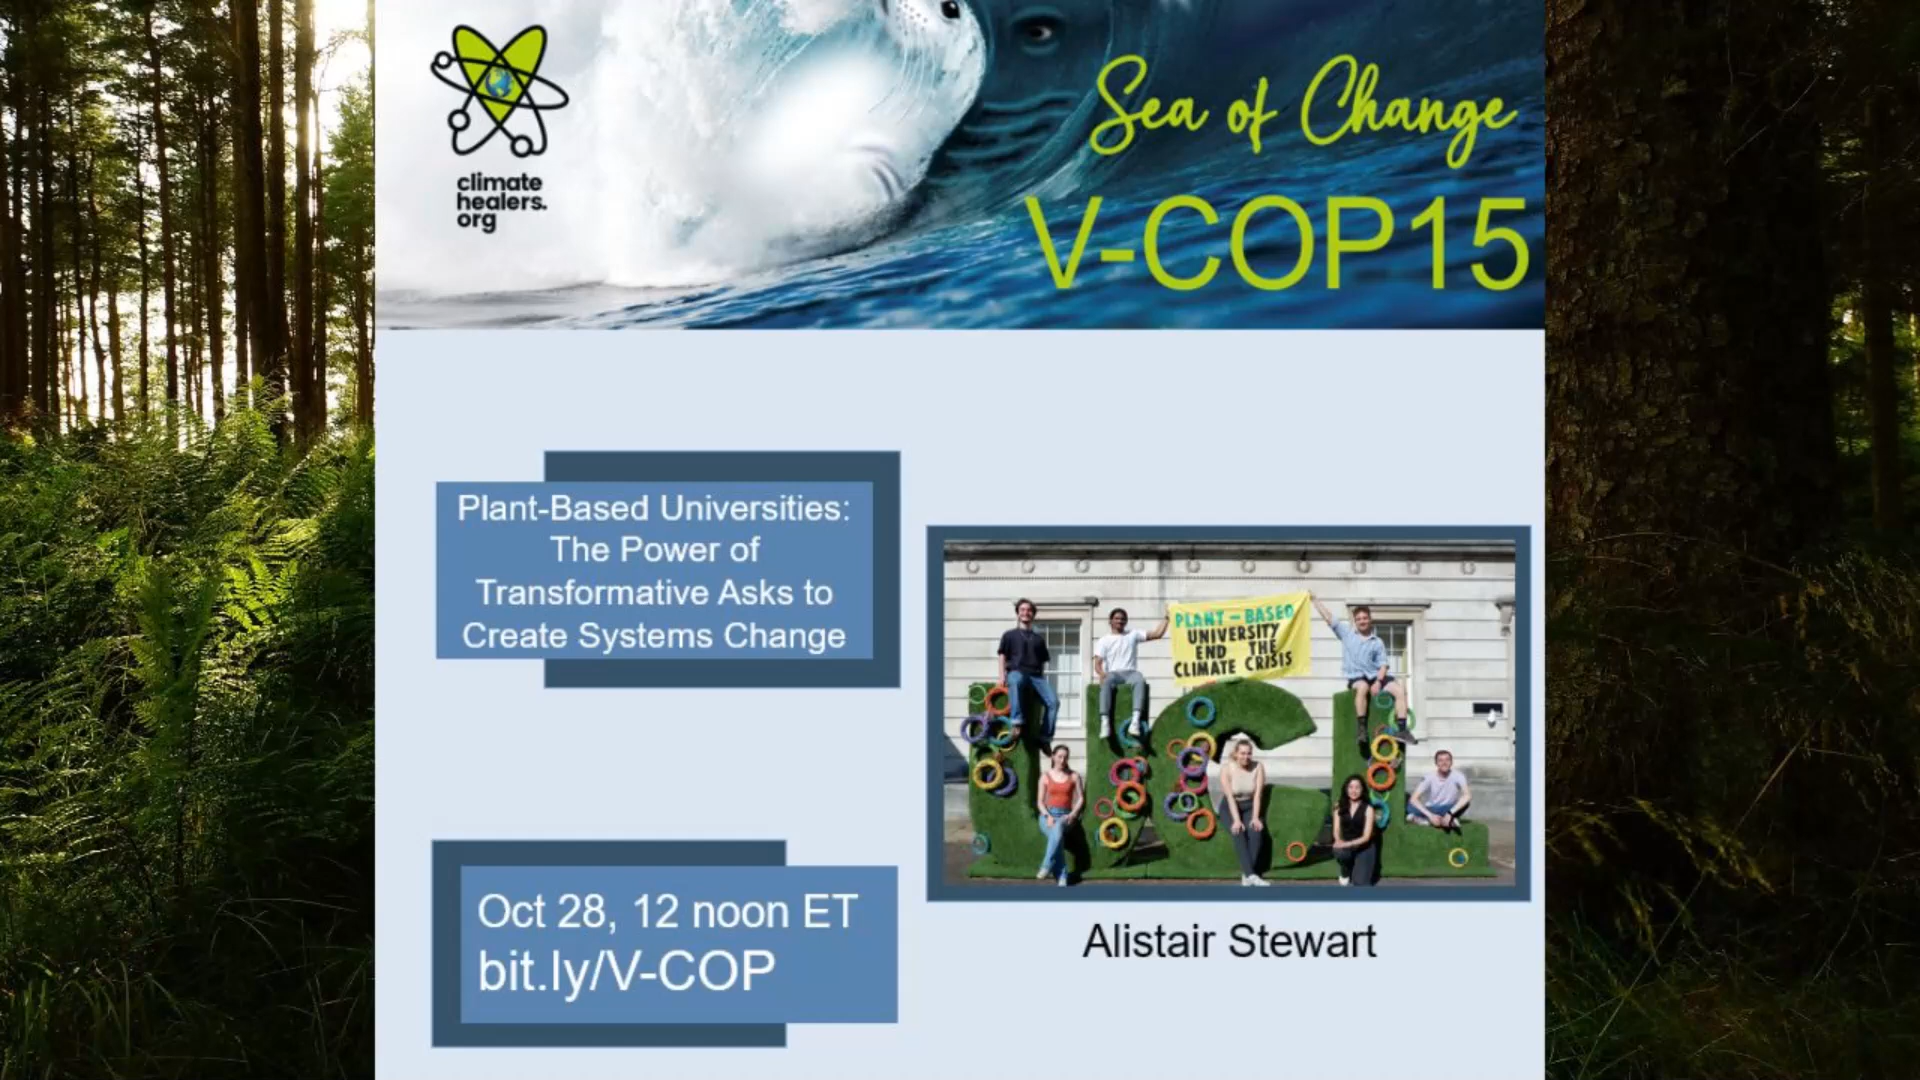 climate
healers.
org
Sea of Change
V-COP15
Plant-Based Universities:
The Power of
Transformative Asks to
Create Systems Change
PLANT-BASED
UNIVERSITY
END THE
CLIMATE CRISIS
UCL
Oct 28, 12 noon ET
bit.ly/V-COP
Alistair Stewart